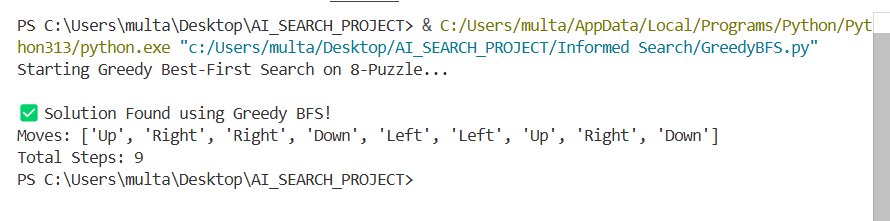 PS C:\Users\multa\Desktop\AI_SEARCH_PROJECT> & C:/Users/multa/AppData/Local/Programs/Python/Pyt
hon313/python.exe "c:/Users/multa/Desktop/AI_SEARCH_PROJECT/Informed Search/GreedyBFS.py"
Starting Greedy Best-First Search on 8-Puzzle...
✅ Solution Found using Greedy BFS!
Moves: ['Up', 'Right', 'Right', 'Down', 'Left', 'Left', 'Up', 'Right', 'Down']
Total Steps: 9
PS C:\Users\multa\Desktop\AI_SEARCH_PROJECT>